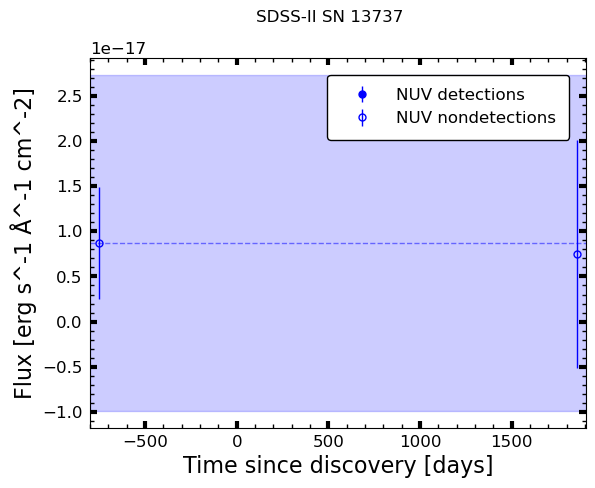 SDSS-II SN 13737
1e−17
NUV detections
NUV nondetections
2.5
2.0
1.5
1.0
0.5
0.0
−0.5
−1.0
Flux [erg s^-1 Å^-1 cm^-2]
−500 0 500 1000 1500
Time since discovery [days]